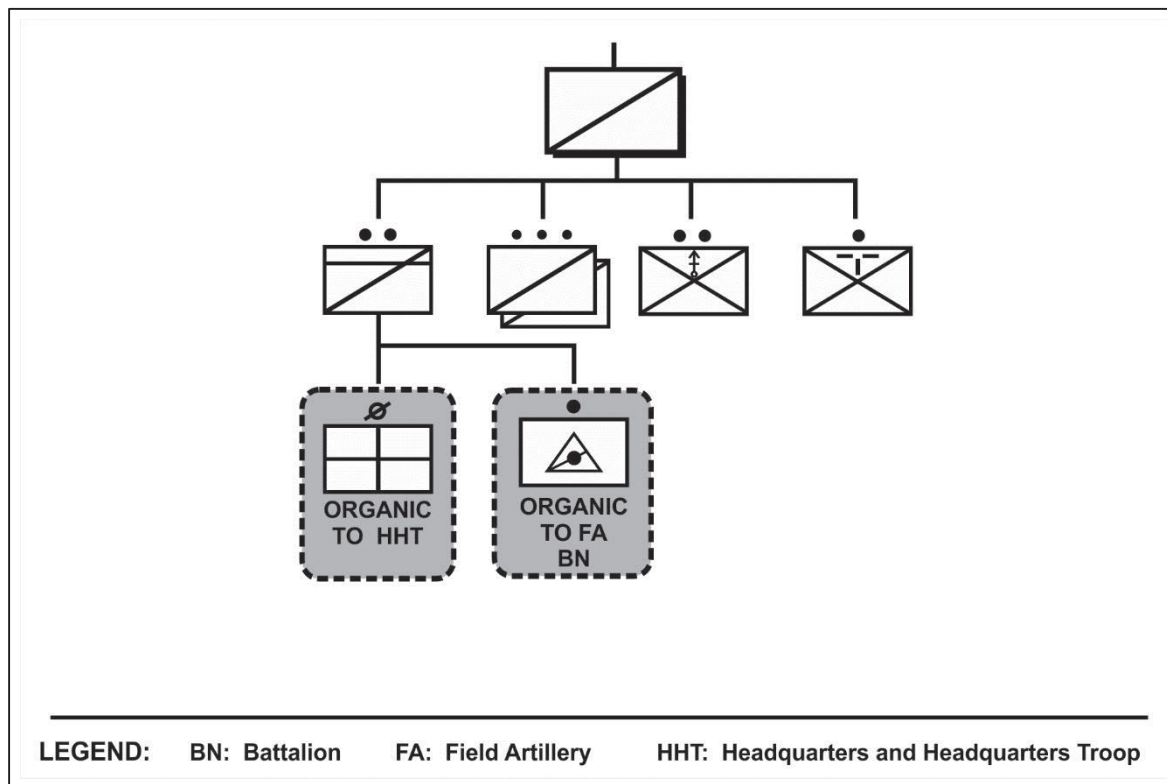 ORGANIC
TO HHT
ORGANIC
TO FA
BN
LEGEND: BN: Battalion FA: Field Artillery HHT: Headquarters and Headquarters Troop